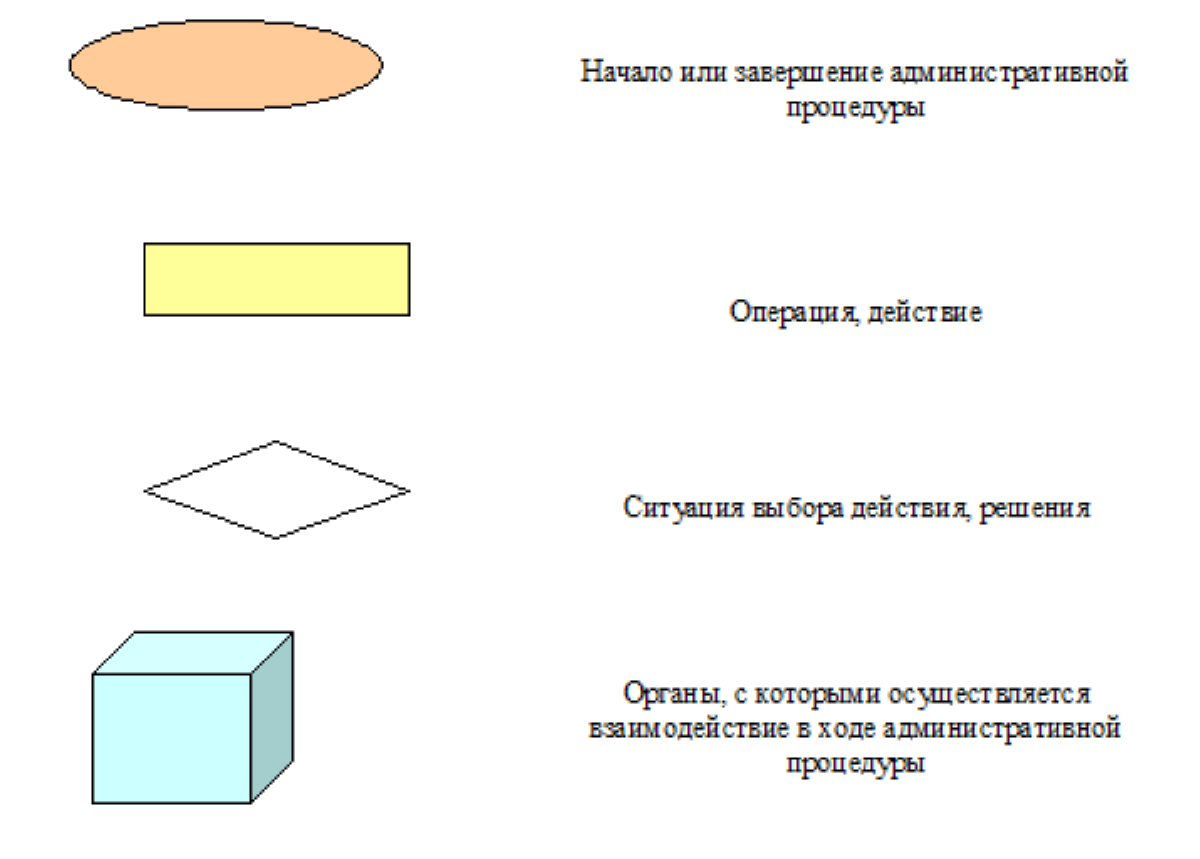 Начало или завершение административной
процедуры
Операция, действие
Ситуация выбора действия, решения
Органы, с которыми осуществляется
взаимодействие в ходе административной
процедуры